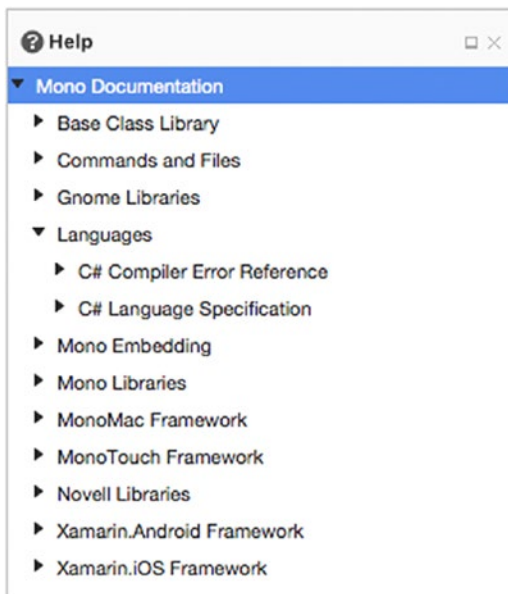 Help
Mono Documentation
Base Class Library
Commands and Files
Gnome Libraries
Languages
C# Compiler Error Reference
C# Language Specification
Mono Embedding
Mono Libraries
MonoMac Framework
MonoTouch Framework
Novell Libraries
Xamarin.Android Framework
Xamarin.iOS Framework